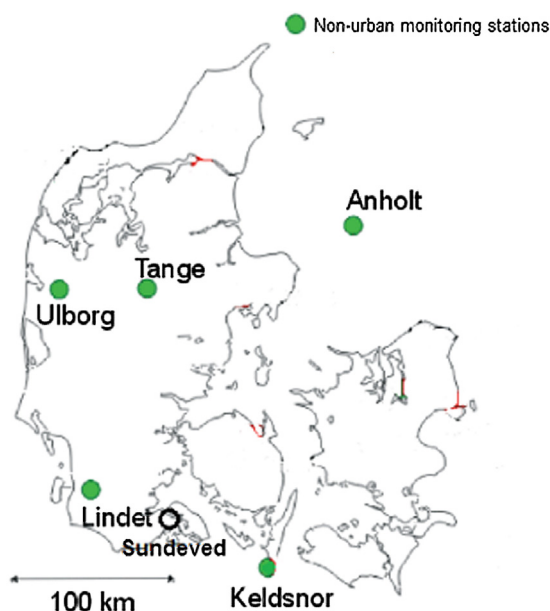 Non-urban monitoring stations
Anholt
Tange
Ulborg
Lindet
Sundeved
Keldsnor
100 km